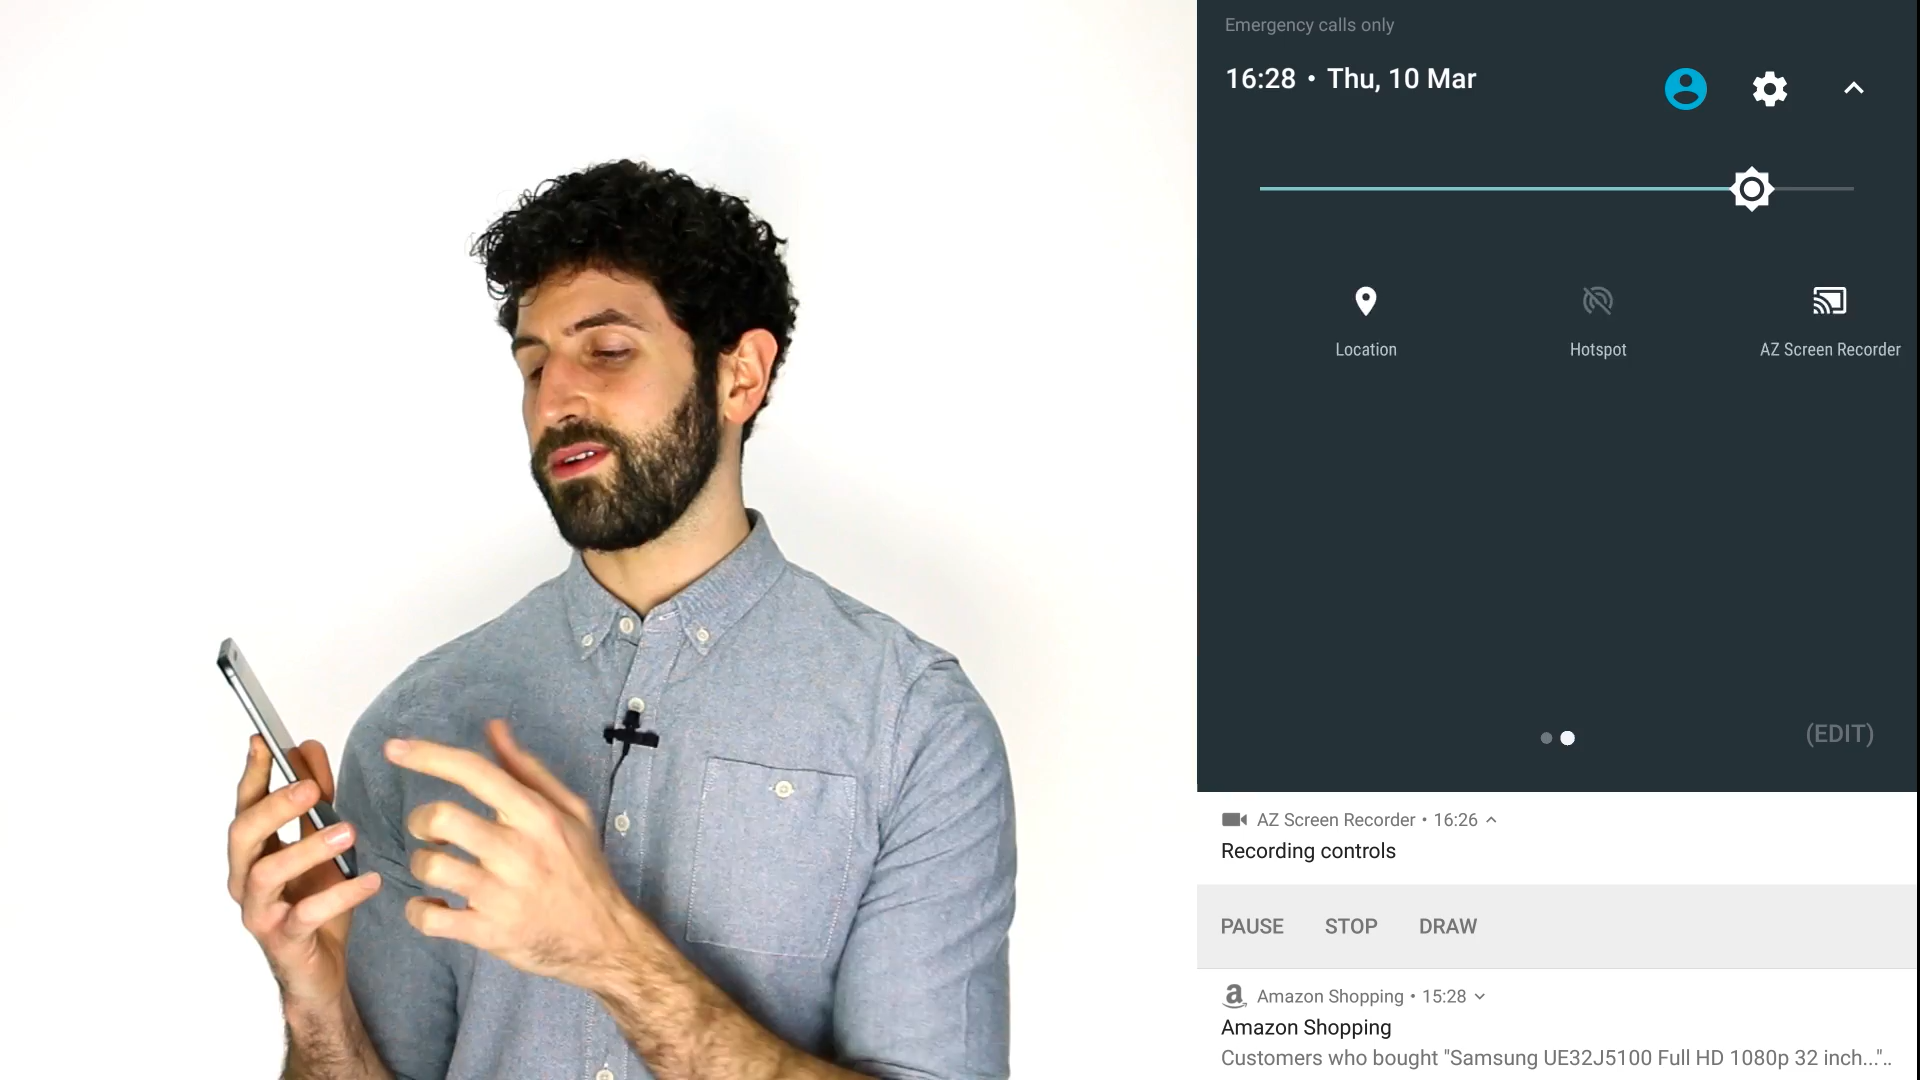 Emergency calls only
16:28 • Thu, 10 Mar
Location
Hotspot
AZ Screen Recorder
(EDIT)
AZ Screen Recorder • 16:26
Recording controls
PAUSE STOP DRAW
Amazon Shopping • 15:28
Amazon Shopping
Customers who bought "Samsung UE32J5100 Full HD 1080p 32 inch..."..